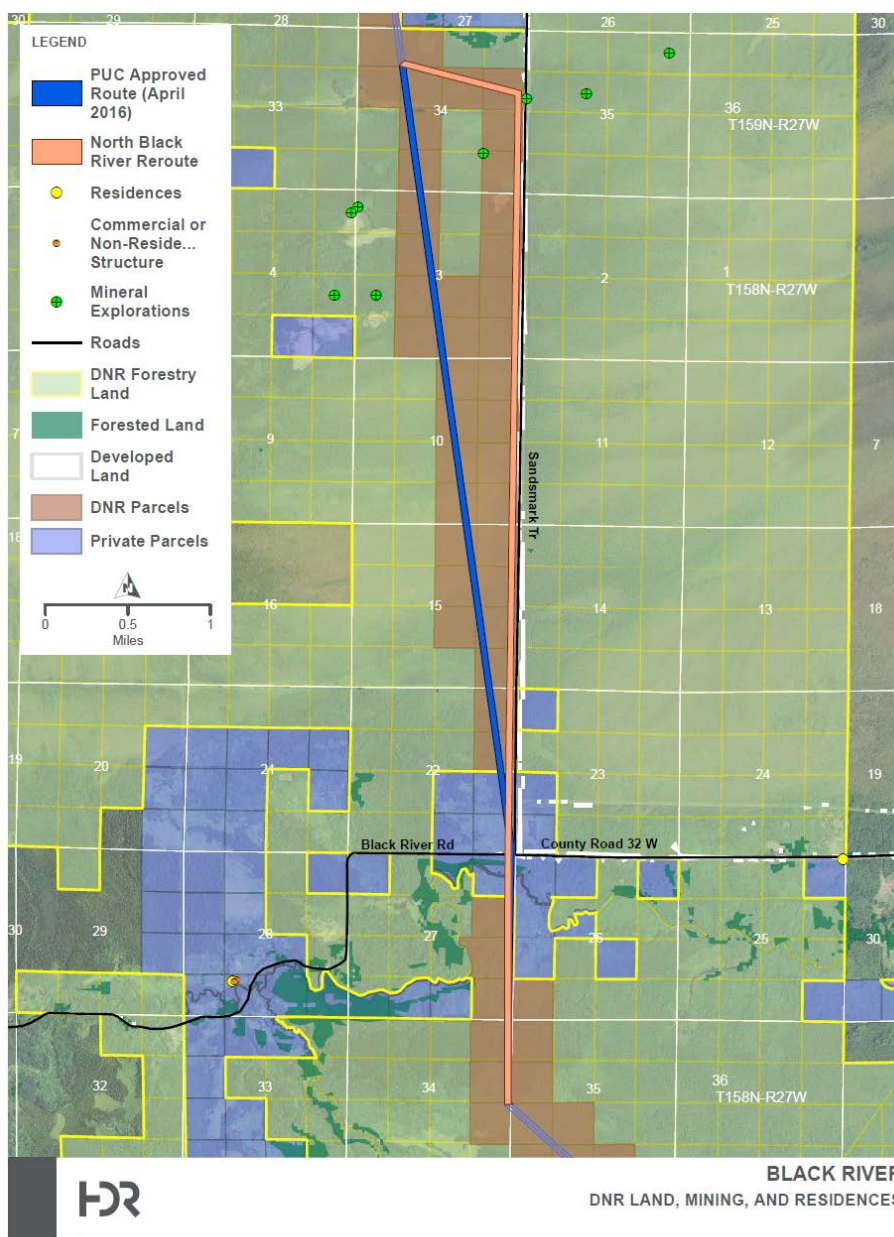 30
29
28
27
26
25
30
LEGEND
PUC Approved
Route (April
2016)
North Black
River Reroute
Residences
Commercial or
Non-Reside...
Structure
Mineral
Explorations
Roads
DNR Forestry
Land
Forested Land
Developed
Land
DNR Parcels
Private Parcels
N
0 0.5 1
Miles
33
34
35
36
T159N-R27W
4
3
2
1
T158N-R27W
7
9
10
11
12
7
Sandsmark Tr
18
16
15
14
13
18
19
20
24
22
23
24
19
Black River Rd
County Road 32 W
30
29
28
27
26
25
30
32
33
34
35
36
T158N-R27W
HDR
BLACK RIVER
DNR LAND, MINING, AND RESIDENCES